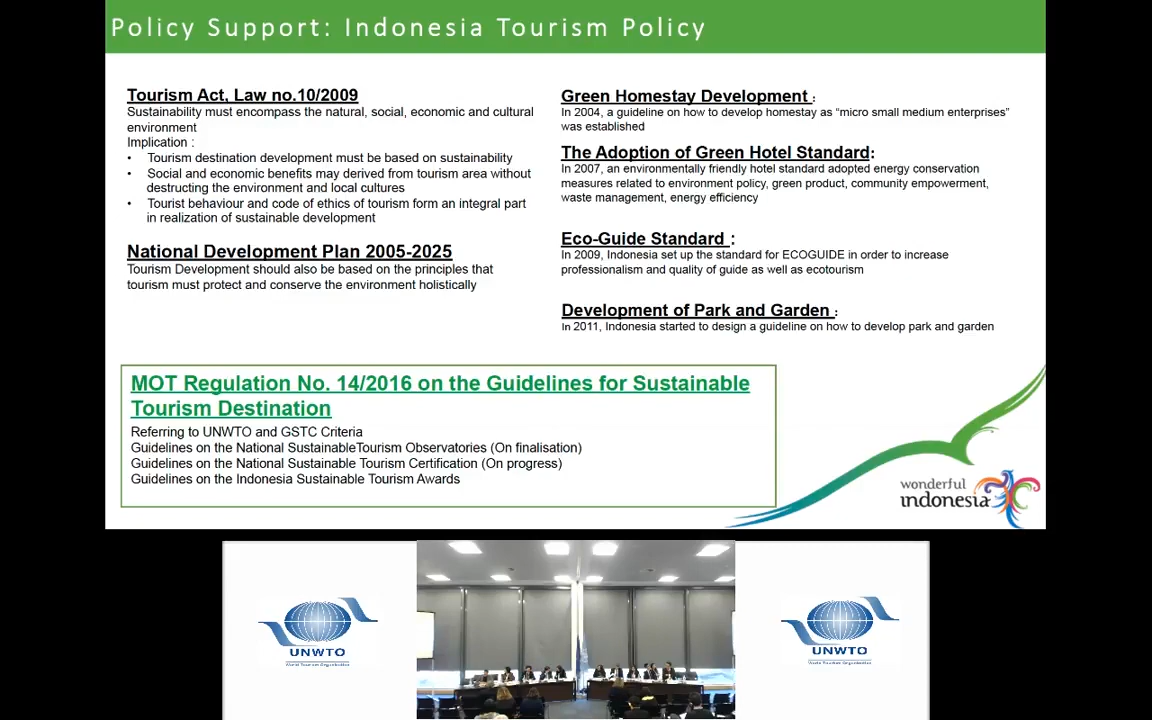 Policy Support: Indonesia Tourism Policy
Tourism Act, Law no.10/2009
Sustainability must encompass the natural, social, economic and cultural
environment
Implication :
• Tourism destination development must be based on sustainability
• Social and economic benefits may derived from tourism area without
destructing the environment and local cultures
• Tourist behaviour and code of ethics of tourism form an integral part
in realization of sustainable development
National Development Plan 2005-2025
Tourism Development should also be based on the principles that
tourism must protect and conserve the environment holistically
Green Homestay Development :
In 2004, a guideline on how to develop homestay as “micro small medium enterprises”
was established
The Adoption of Green Hotel Standard:
In 2007, an environmentally friendly hotel standard adopted energy conservation
measures related to environment policy, green product, community empowerment,
waste management, energy efficiency
Eco-Guide Standard :
In 2009, Indonesia set up the standard for ECOGUIDE in order to increase
professionalism and quality of guide as well as ecotourism
Development of Park and Garden :
In 2011, Indonesia started to design a guideline on how to develop park and garden
MOT Regulation No. 14/2016 on the Guidelines for Sustainable
Tourism Destination
Referring to UNWTO and GSTC Criteria
Guidelines on the National SustainableTourism Observatories (On finalisation)
Guidelines on the National Sustainable Tourism Certification (On progress)
Guidelines on the Indonesia Sustainable Tourism Awards
wonderful
indonesia
UNWTO
World Tourism Organization
UNWTO
World Tourism Organization